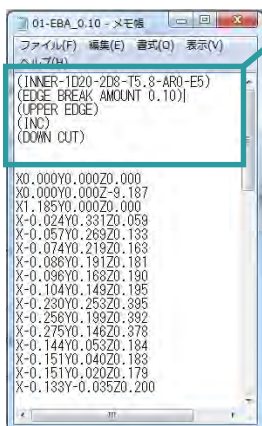 01-EBA_0.10 - メモ帳
ファイル(F) 編集(E) 書式(O) 表示(V)
ヘルプ(H)
(INNER-1D20-2D8-T5.8-AR0-E5)
(EDGE BREAK AMOUNT 0.10)
(UPPER EDGE)
(INC)
(DOWN CUT)
X0.000Y0.000Z0.000
X0.000Y0.000Z-9.187
X1.185Y0.000Z0.000
X-0.024Y0.331Z0.059
X-0.057Y0.269Z0.133
X-0.074Y0.219Z0.163
X-0.086Y0.191Z0.181
X-0.096Y0.168Z0.190
X-0.104Y0.149Z0.195
X-0.230Y0.253Z0.395
X-0.256Y0.199Z0.392
X-0.275Y0.146Z0.378
X-0.144Y0.053Z0.184
X-0.151Y0.040Z0.183
X-0.151Y0.020Z0.179
X-0.133Y-0.035Z0.200